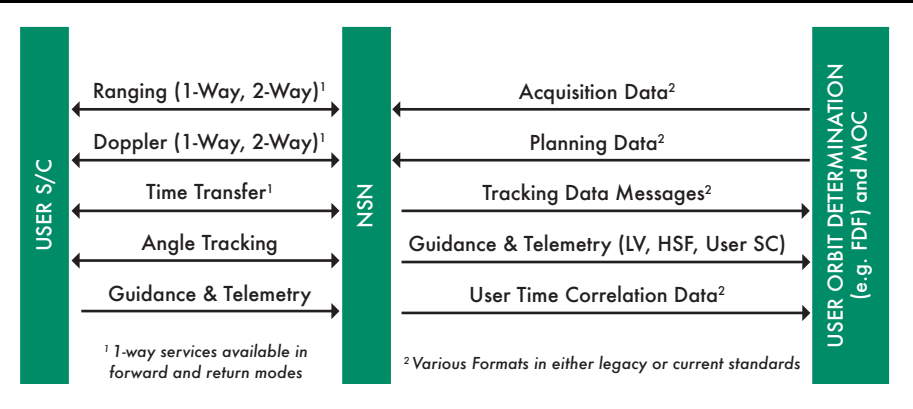 USER S/C
Ranging (1-Way, 2-Way)¹
Doppler (1-Way, 2-Way)¹
Time Transfer¹
Angle Tracking
Guidance & Telemetry
¹ 1-way services available in
forward and return modes
NSN
Acquisition Data²
Planning Data²
Tracking Data Messages²
Guidance & Telemetry (LV, HSF, User SC)
User Time Correlation Data²
² Various Formats in either legacy or current standards
USER ORBIT DETERMINATION
(e.g. FDF) and MOC